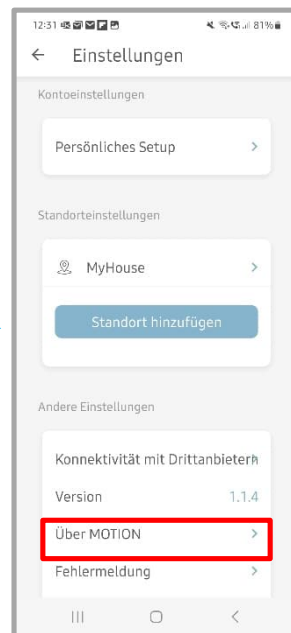 12:31 81%
Einstellungen
Kontoeinstellungen
Persönliches Setup
Standorteinstellungen
MyHouse
Standort hinzufügen
Andere Einstellungen
Konnektivität mit Drittanbietern
Version 1.1.4
Über MOTION
Fehlermeldung